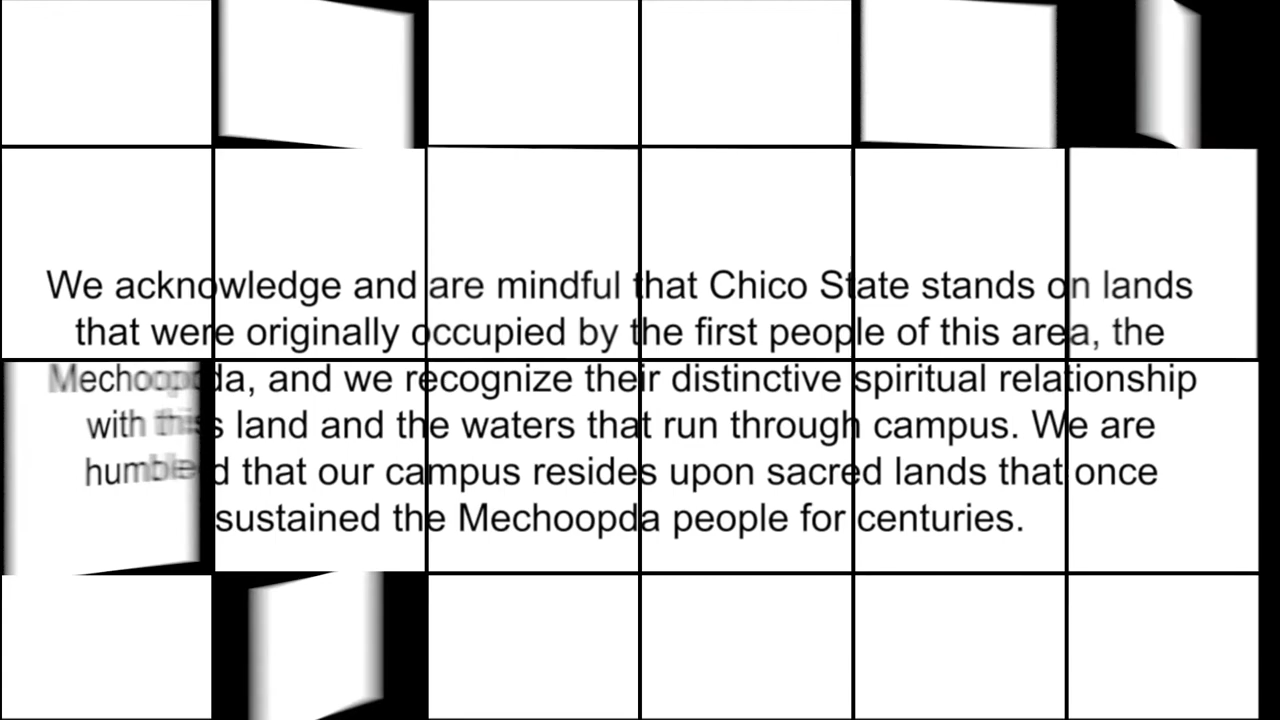 We acknowledge and are mindful that Chico State stands on lands
that were originally occupied by the first people of this area, the
Mechoopda, and we recognize their distinctive spiritual relationship
with this land and the waters that run through campus. We are
humbled that our campus resides upon sacred lands that once
sustained the Mechoopda people for centuries.